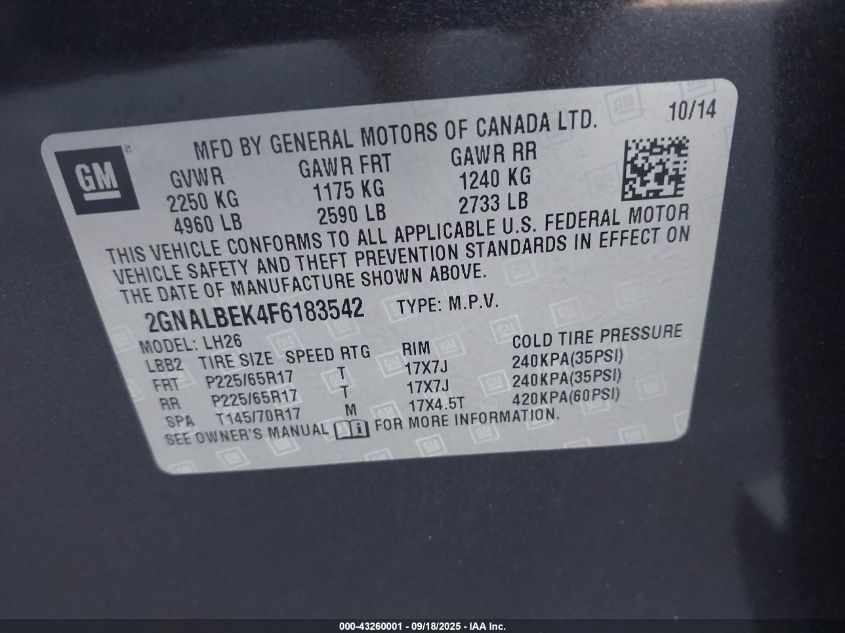 GM
MFD BY GENERAL MOTORS OF CANADA LTD.
10/14
GVWR GAWR FRT GAWR RR
2250 KG 1175 KG 1240 KG
4960 LB 2590 LB 2733 LB
THIS VEHICLE CONFORMS TO ALL APPLICABLE U.S. FEDERAL MOTOR
VEHICLE SAFETY AND THEFT PREVENTION STANDARDS IN EFFECT ON
THE DATE OF MANUFACTURE SHOWN ABOVE.
2GNALBEK4F6183542 TYPE: M.P.V.
MODEL: LH26
LBB2 TIRE SIZE SPEED RTG RIM COLD TIRE PRESSURE
FRT P225/65R17 T 17X7J 240KPA(35PSI)
RR P225/65R17 T 17X7J 240KPA(35PSI)
SPA T145/70R17 M 17X4.5T 420KPA(60PSI)
SEE OWNER'S MANUAL FOR MORE INFORMATION.
000-43260001 - 09/18/2025 - IAA Inc.